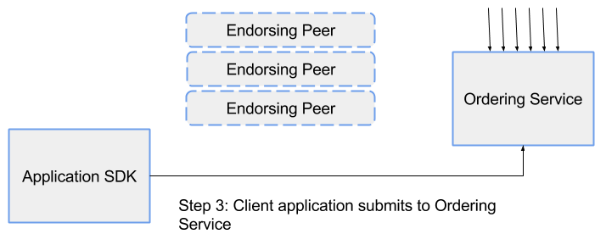 Endorsing Peer
Endorsing Peer
Endorsing Peer
Ordering Service
Application SDK
Step 3: Client application submits to Ordering
Service